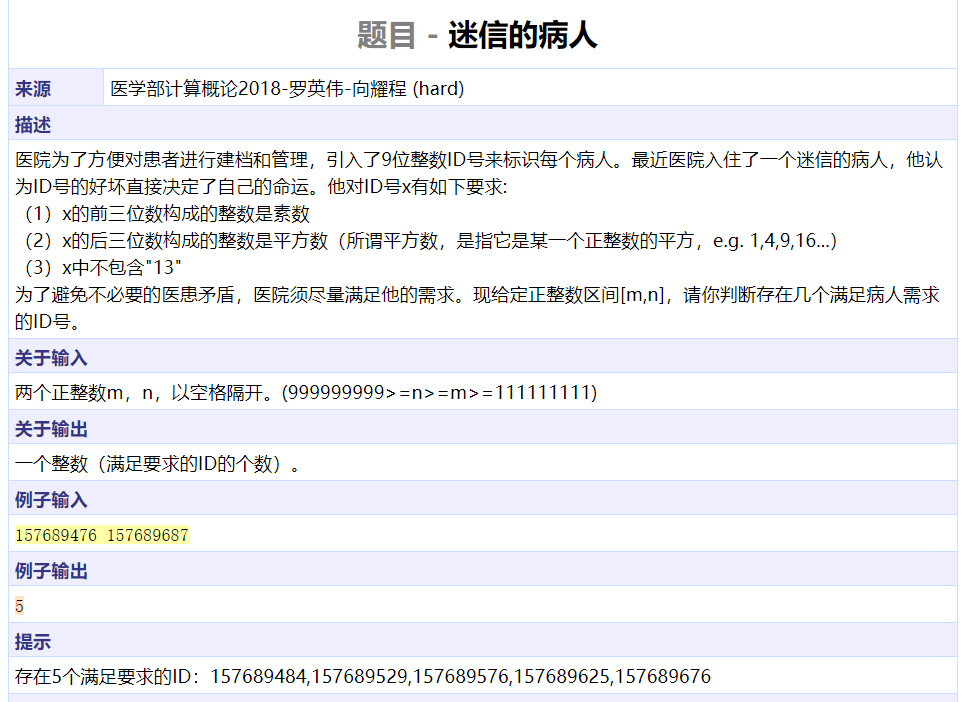 题目 - 迷信的病人
来源 医学部计算概论2018-罗英伟-向耀程 (hard)
描述
医院为了方便对患者进行建档和管理，引入了9位整数ID号来标识每个病人。最近医院入住了一个迷信的病人，他认
为ID号的好坏直接决定了自己的命运。他对ID号x有如下要求:
（1）x的前三位数构成的整数是素数
（2）x的后三位数构成的整数是平方数（所谓平方数，是指它是某一个正整数的平方，e.g. 1,4,9,16...）
（3）x中不包含"13"
为了避免不必要的医患矛盾，医院须尽量满足他的需求。现给定正整数区间[m,n]，请你判断存在几个满足病人需求
的ID号。
关于输入
两个正整数m，n，以空格隔开。(999999999>=n>=m>=111111111)
关于输出
一个整数（满足要求的ID的个数）。
例子输入
157689476 157689687
例子输出
5
提示
存在5个满足要求的ID：157689484,157689529,157689576,157689625,157689676